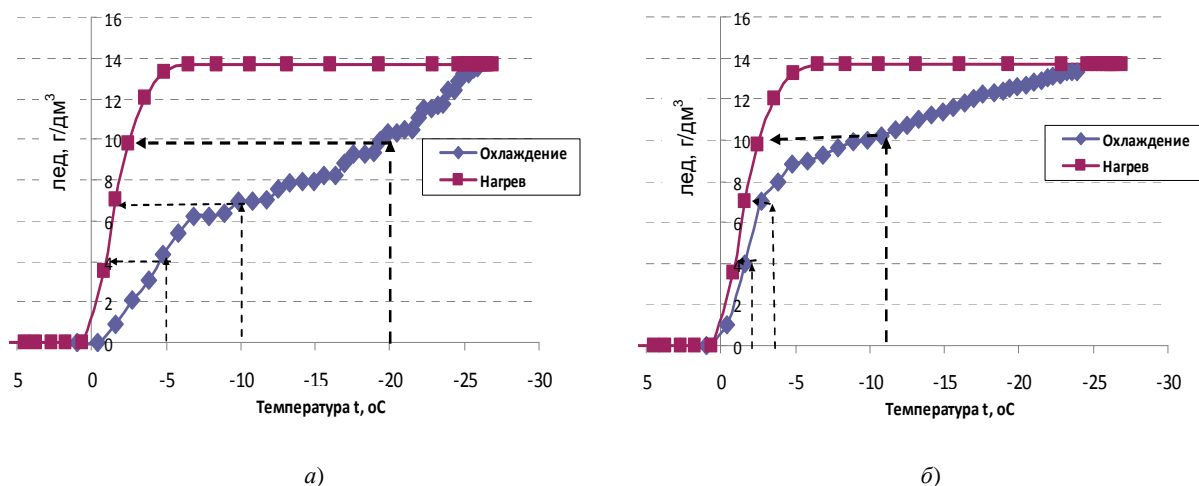 16
14
12
10
8
6
4
2
0
лед, г/дм³
5 0 -5 -10 -15 -20 -25 -30
Температура t, оС
Охлаждение
Нагрев
а)
16
14
12
10
8
6
4
2
0
лед, г/дм³
5 0 -5 -10 -15 -20 -25 -30
Температура t, оС
Охлаждение
Нагрев
б)